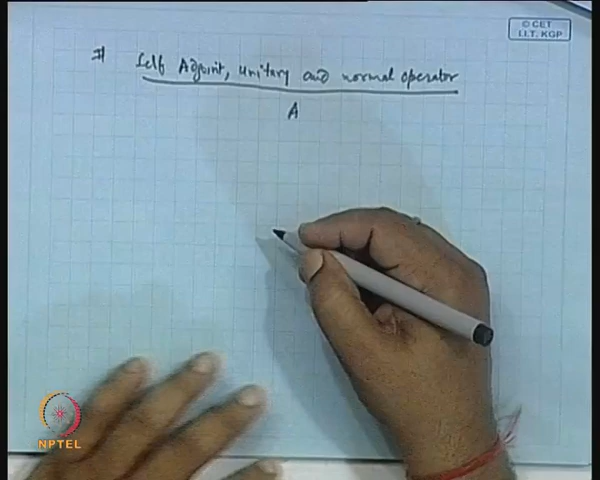 © CET
I.I.T. KGP
# Self Adjoint, unitary and normal operator
A
NPTEL